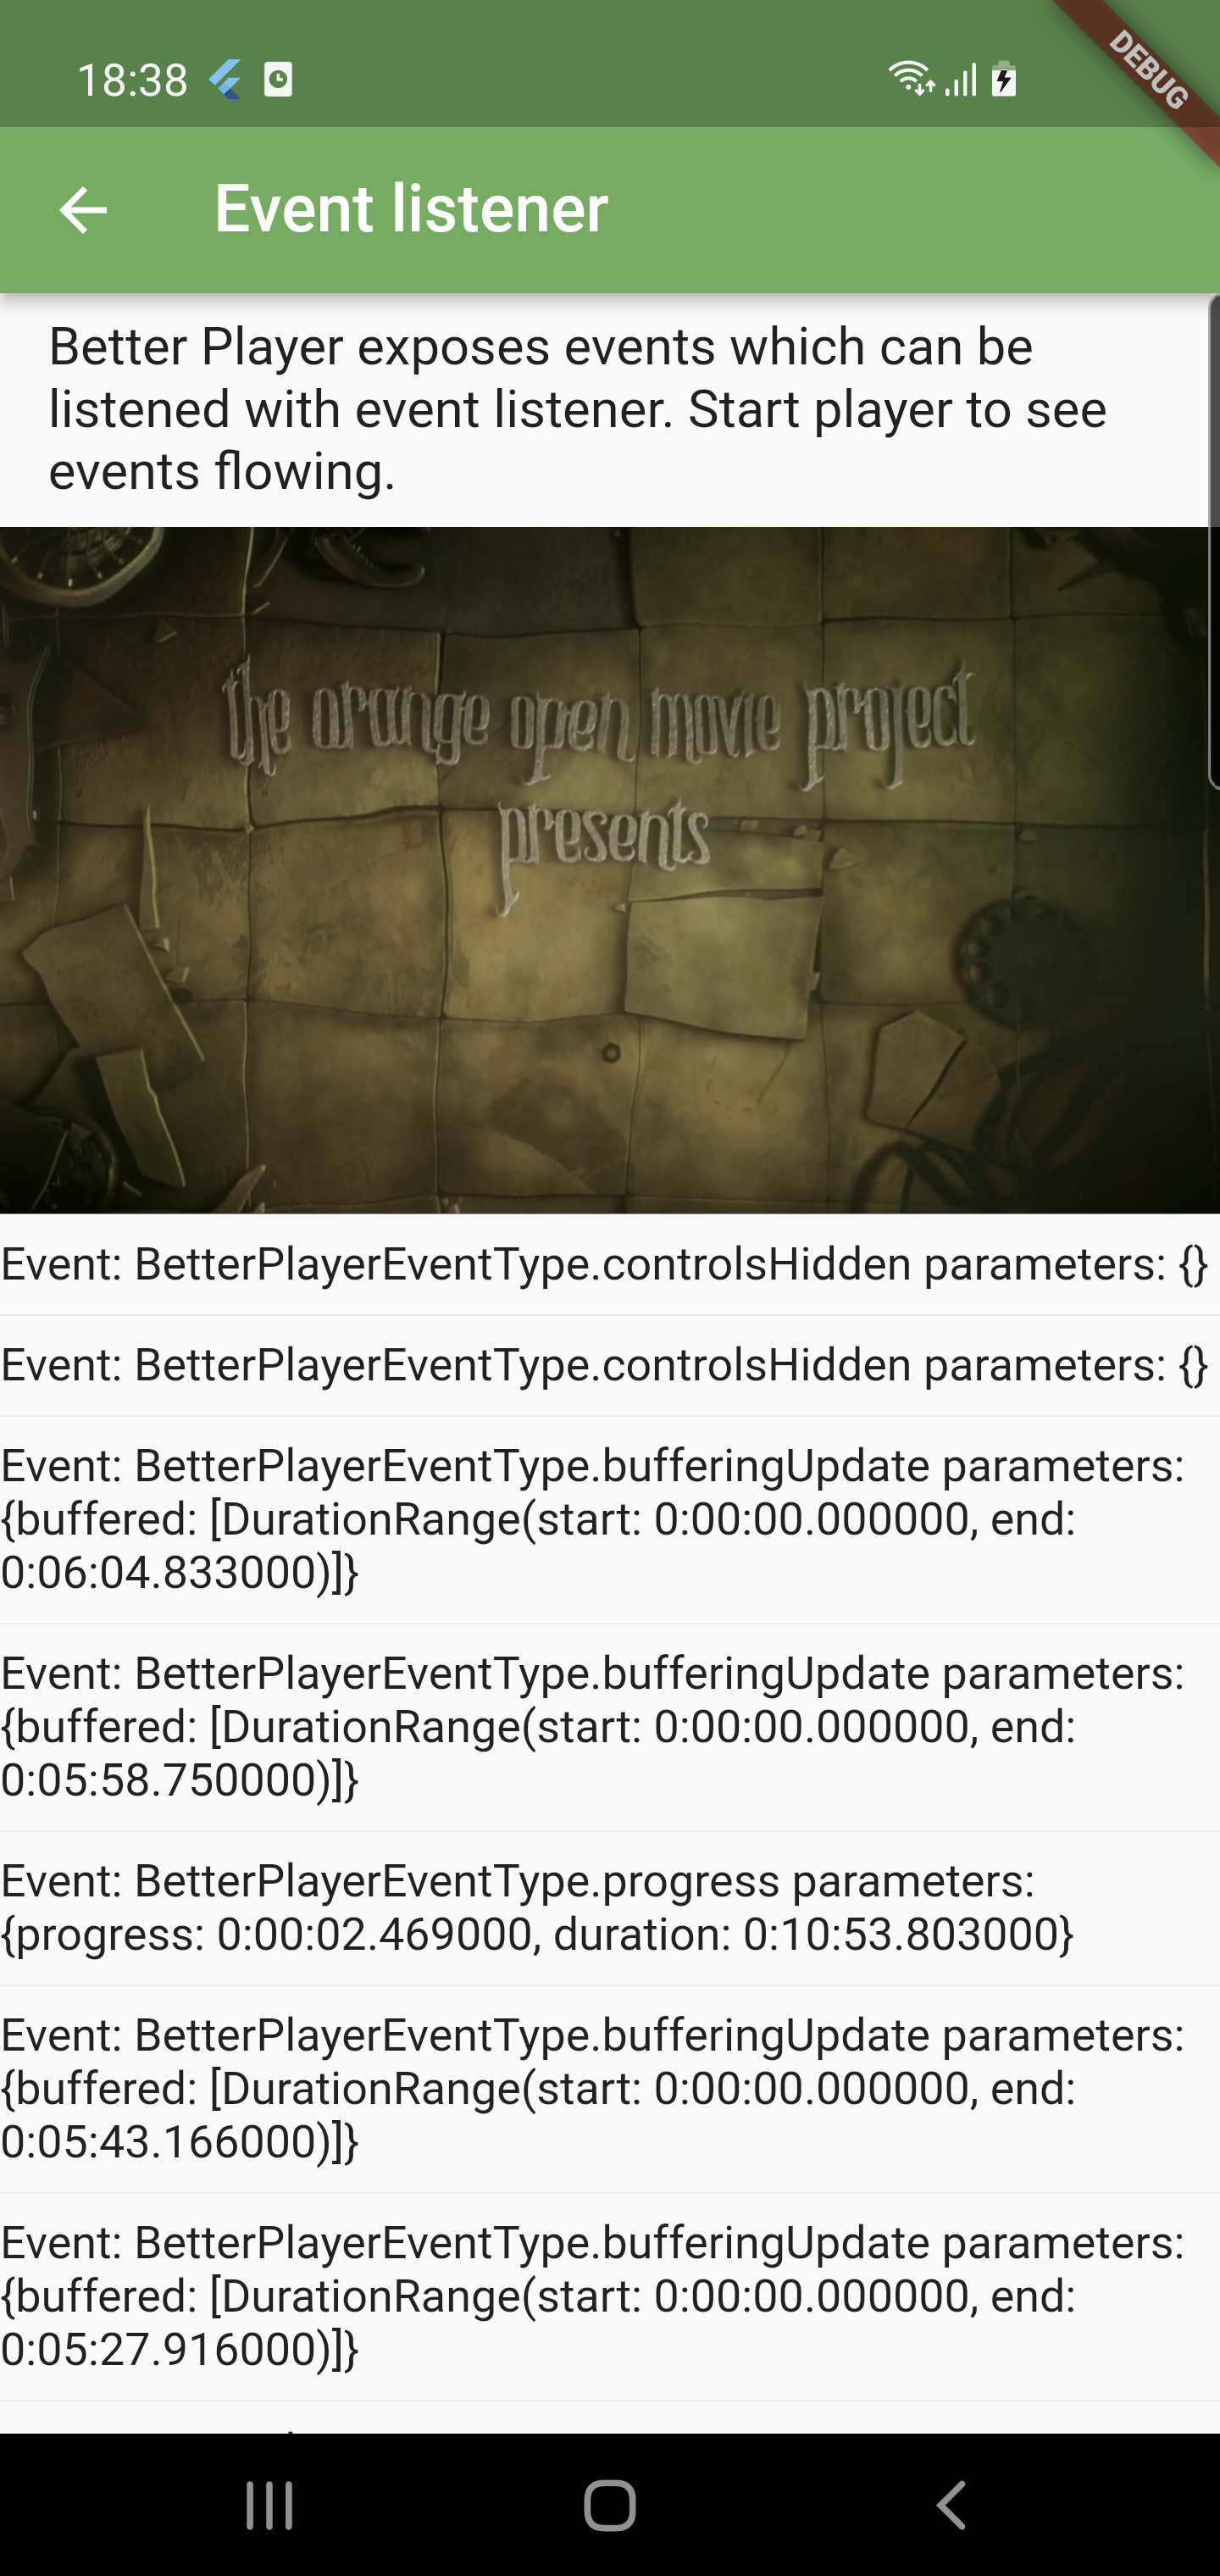 18:38
DEBUG
Event listener
Better Player exposes events which can be
listened with event listener. Start player to see
events flowing.
the orange open movie project
presents
Event: BetterPlayerEventType.controlsHidden parameters: {}
Event: BetterPlayerEventType.controlsHidden parameters: {}
Event: BetterPlayerEventType.bufferingUpdate parameters:
{buffered: [DurationRange(start: 0:00:00.000000, end:
0:06:04.833000)]}
Event: BetterPlayerEventType.bufferingUpdate parameters:
{buffered: [DurationRange(start: 0:00:00.000000, end:
0:05:58.750000)]}
Event: BetterPlayerEventType.progress parameters:
{progress: 0:00:02.469000, duration: 0:10:53.803000}
Event: BetterPlayerEventType.bufferingUpdate parameters:
{buffered: [DurationRange(start: 0:00:00.000000, end:
0:05:43.166000)]}
Event: BetterPlayerEventType.bufferingUpdate parameters:
{buffered: [DurationRange(start: 0:00:00.000000, end:
0:05:27.916000)]}